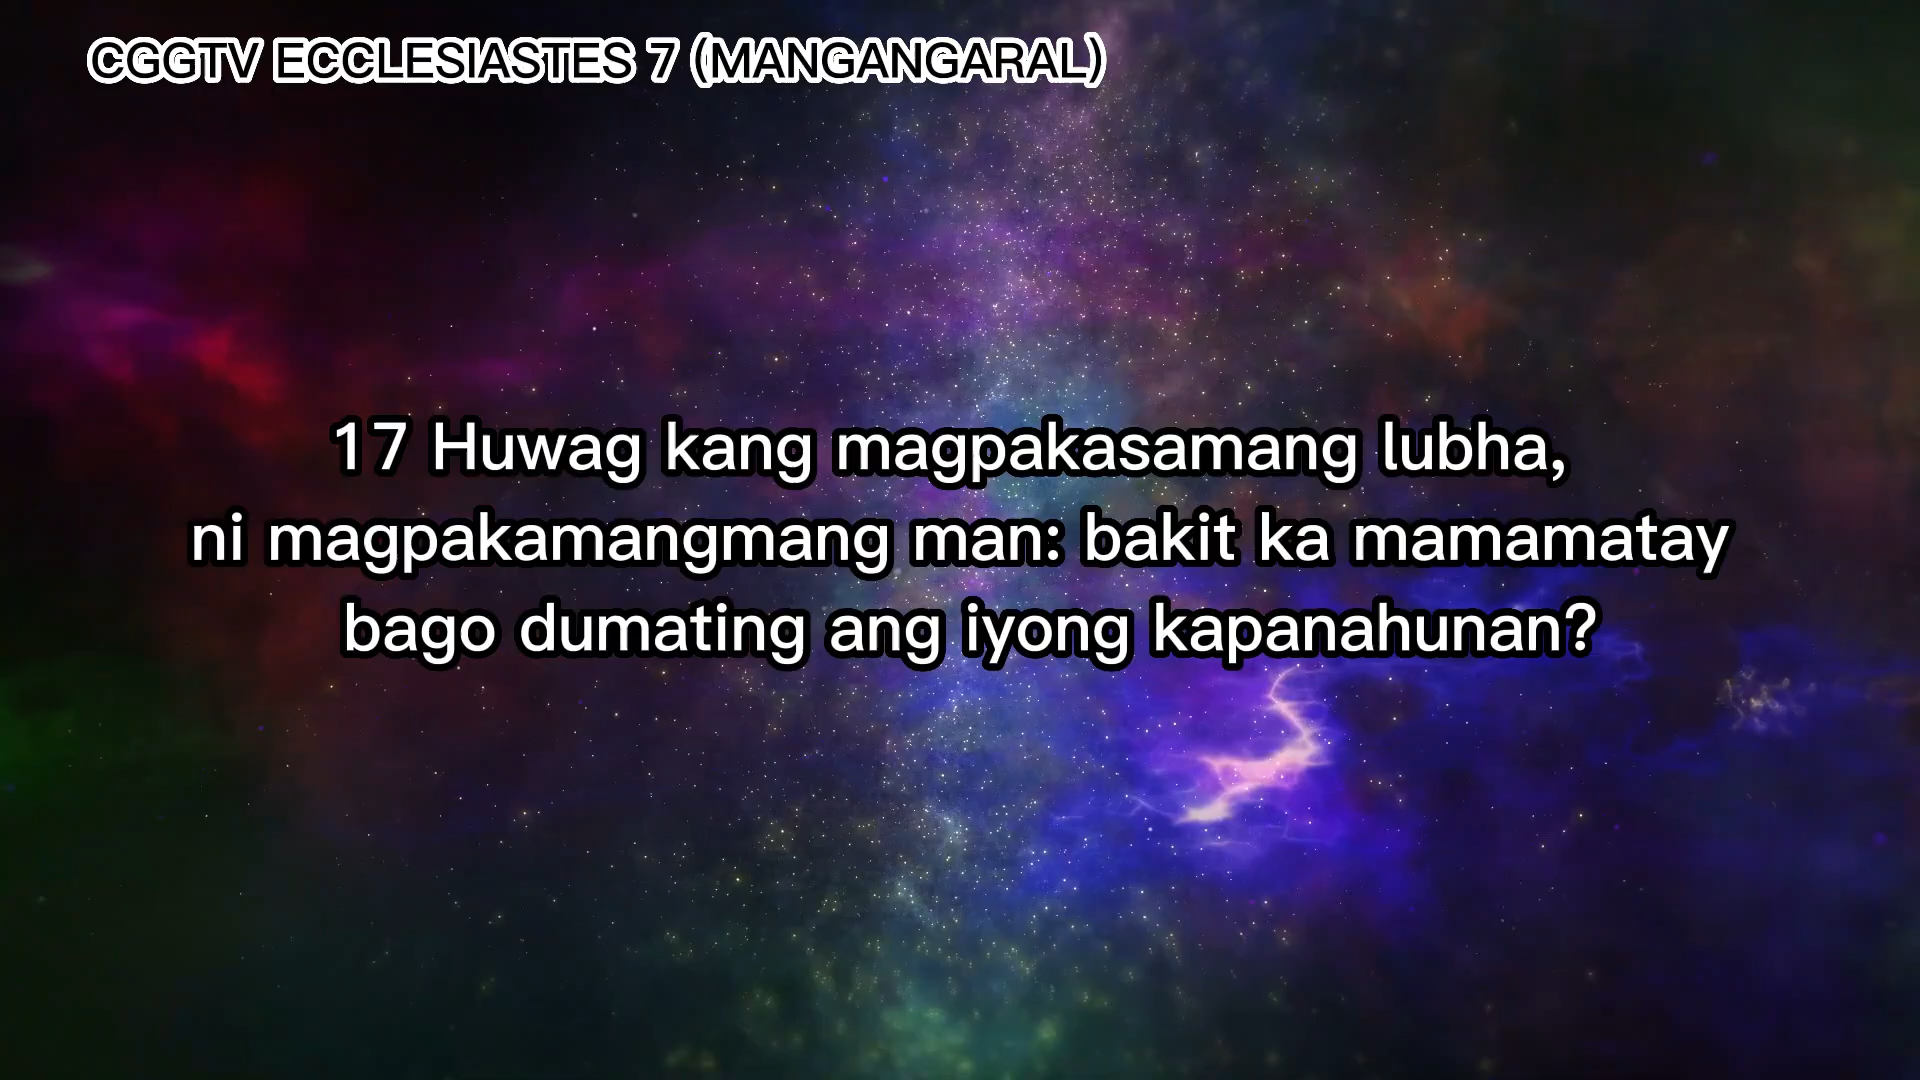 CGGTV ECCLESIASTES 7 (MANGANGARAL)
17 Huwag kang magpakasamang lubha,
ni magpakamangmang man: bakit ka mamamatay
bago dumating ang iyong kapanahunan?